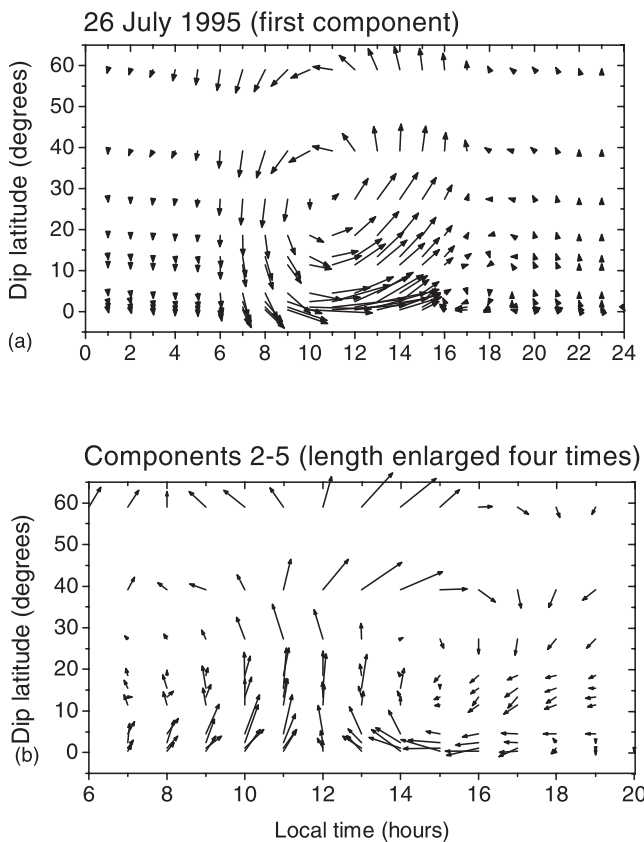 26 July 1995 (first component)
Dip latitude (degrees)
60
50
40
30
20
10
0
(a)
0 2 4 6 8 10 12 14 16 18 20 22 24
Components 2-5 (length enlarged four times)
Dip latitude (degrees)
60
50
40
30
20
10
0
(b)
6 8 10 12 14 16 18 20
Local time (hours)